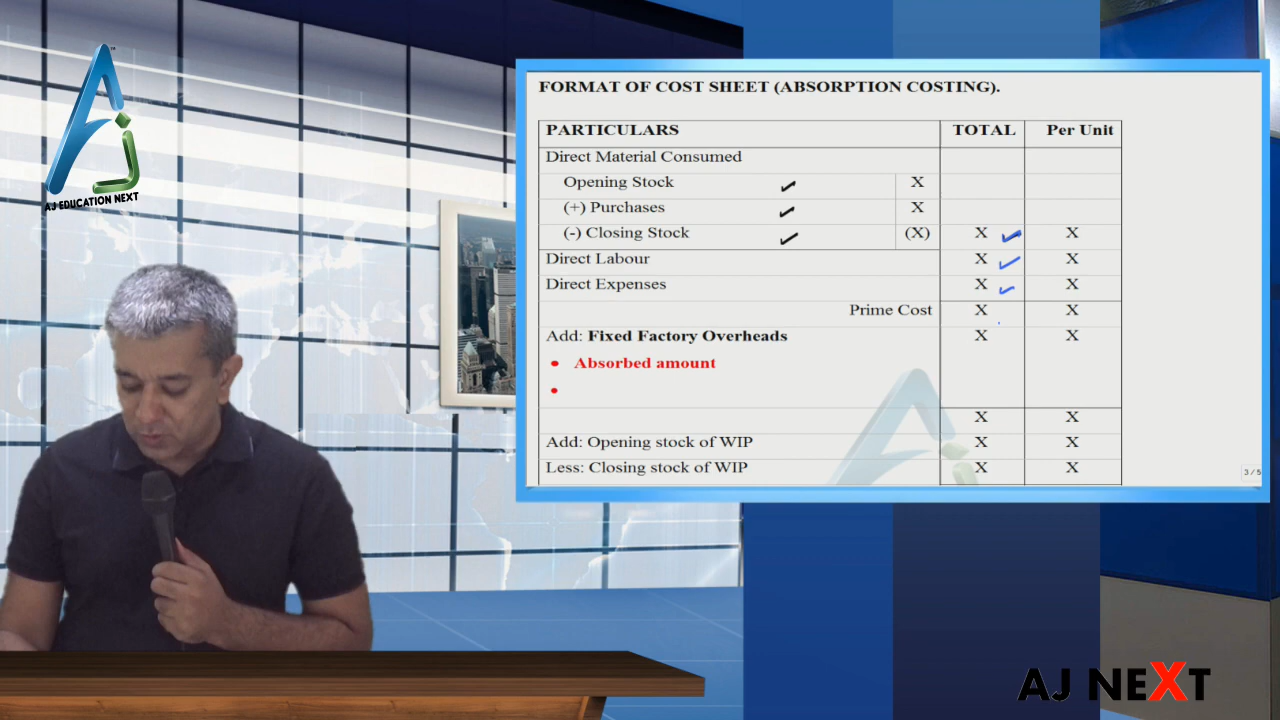 AJ EDUCATION NEXT
FORMAT OF COST SHEET (ABSORPTION COSTING).
PARTICULARS TOTAL Per Unit
Direct Material Consumed
Opening Stock X
(+) Purchases X
(-) Closing Stock (X) X X
Direct Labour X X
Direct Expenses X X
Prime Cost X X
Add: Fixed Factory Overheads X X
• Absorbed amount
•
X X
Add: Opening stock of WIP X X
Less: Closing stock of WIP X X
3 / 5
AJ NEXT